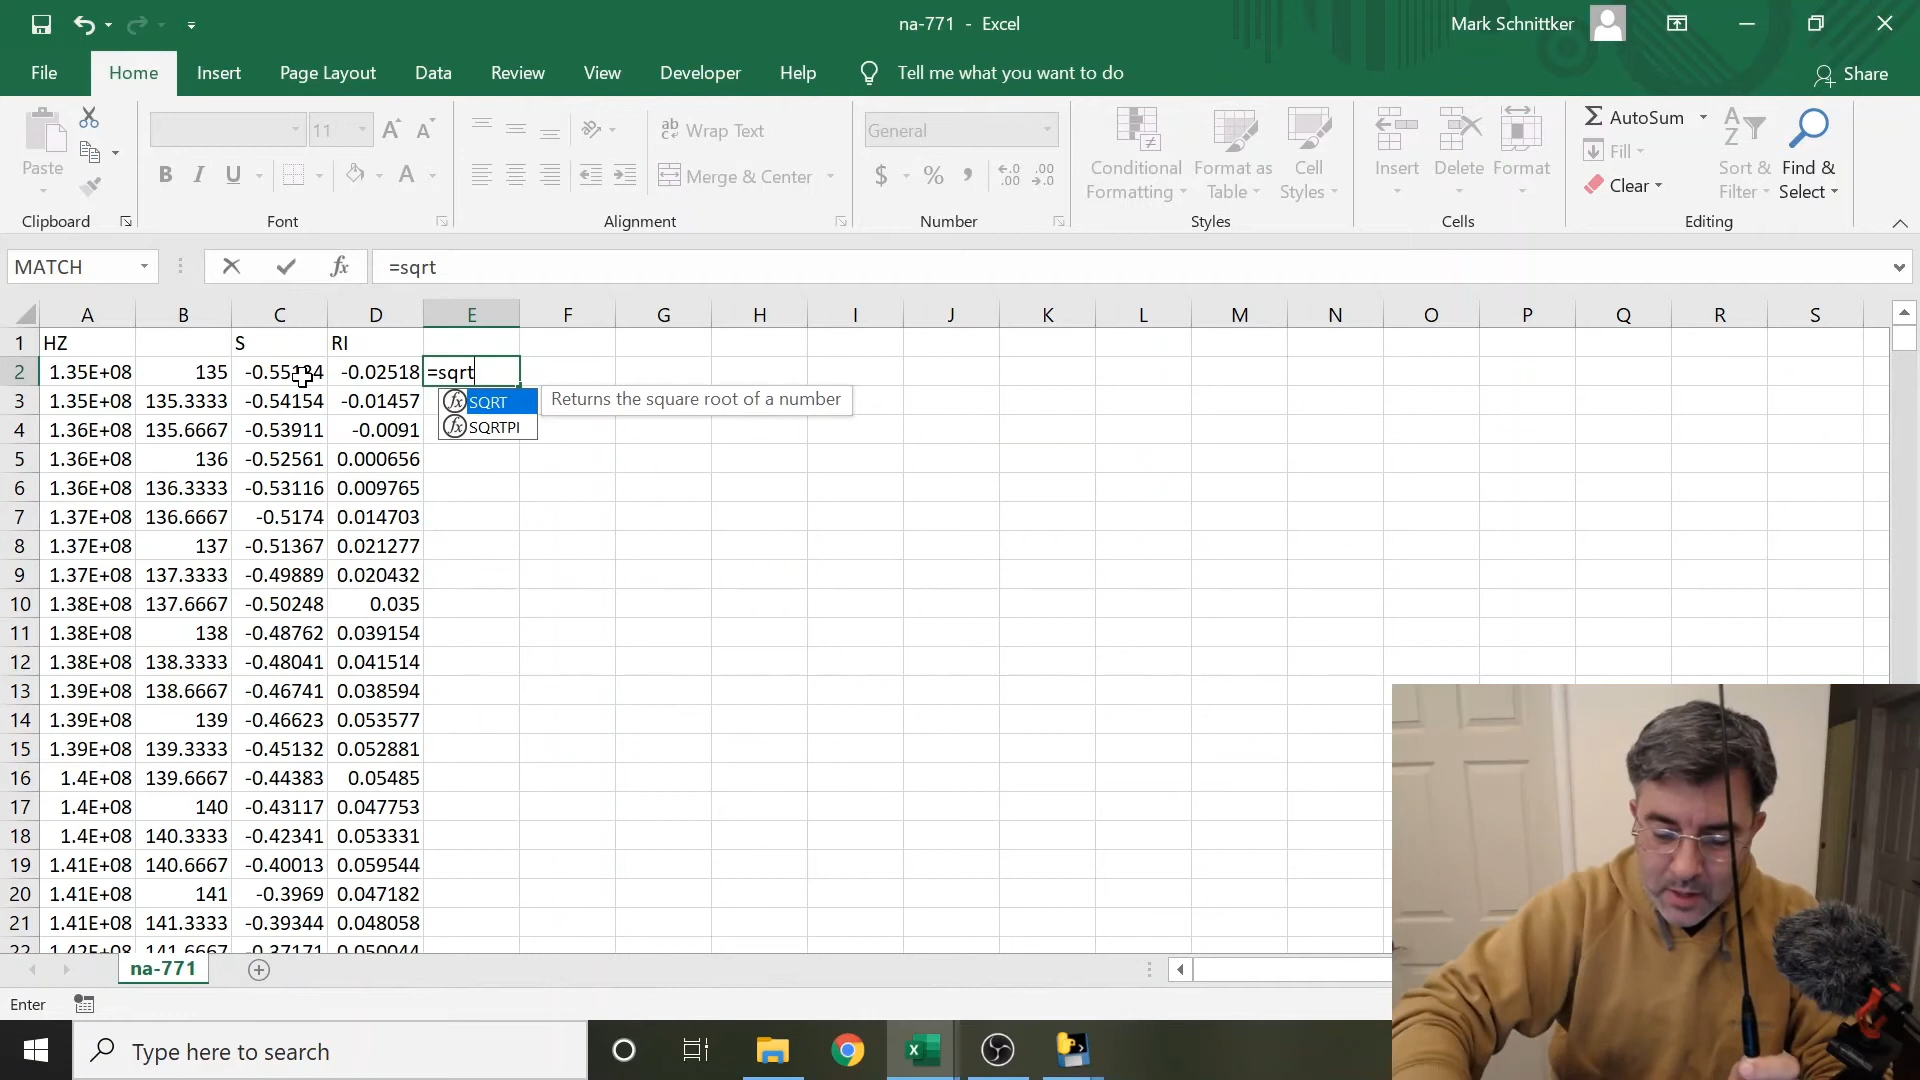 na-771 - Excel
Mark Schnittker
File Home Insert Page Layout Formulas Data Review View Developer Help Tell me what you want to do
Share
Paste
Clipboard
11
B I U A
Font
ab Wrap Text
Merge & Center
Alignment
General
$ % ,
Number
Conditional Formatting
Format as Table
Cell Styles
Styles
Insert Delete Format
Cells
AutoSum
Fill
Clear
Sort & Filter
Find & Select
Editing
MATCH fx =sqrt
A B C D E F G H I J K L M N O P Q R S
1 HZ S RI
2 1.35E+08 135 -0.02518 =sqrt
SQRT Returns the square root of a number
SQRTPI
3 1.35E+08 135.3333 -0.54154 -0.01457
4 1.36E+08 135.6667 -0.53911 -0.0091
5 1.36E+08 136 -0.52561 0.000656
6 1.36E+08 136.3333 -0.53116 0.009765
7 1.37E+08 136.6667 -0.5174 0.014703
8 1.37E+08 137 -0.51367 0.021277
9 1.37E+08 137.3333 -0.49889 0.020432
10 1.38E+08 137.6667 -0.50248 0.035
11 1.38E+08 138 -0.48762 0.039154
12 1.38E+08 138.3333 -0.48041 0.041514
13 1.39E+08 138.6667 -0.46741 0.038594
14 1.39E+08 139 -0.46623 0.053577
15 1.39E+08 139.3333 -0.45132 0.052881
16 1.4E+08 139.6667 -0.44383 0.05485
17 1.4E+08 140 -0.43117 0.047753
18 1.4E+08 140.3333 -0.42341 0.053331
19 1.41E+08 140.6667 -0.40013 0.059544
20 1.41E+08 141 -0.3969 0.047182
21 1.41E+08 141.3333 -0.39344 0.048058
22 1.42E+08 141.6667 -0.37171 0.050044
na-771
Enter
Type here to search